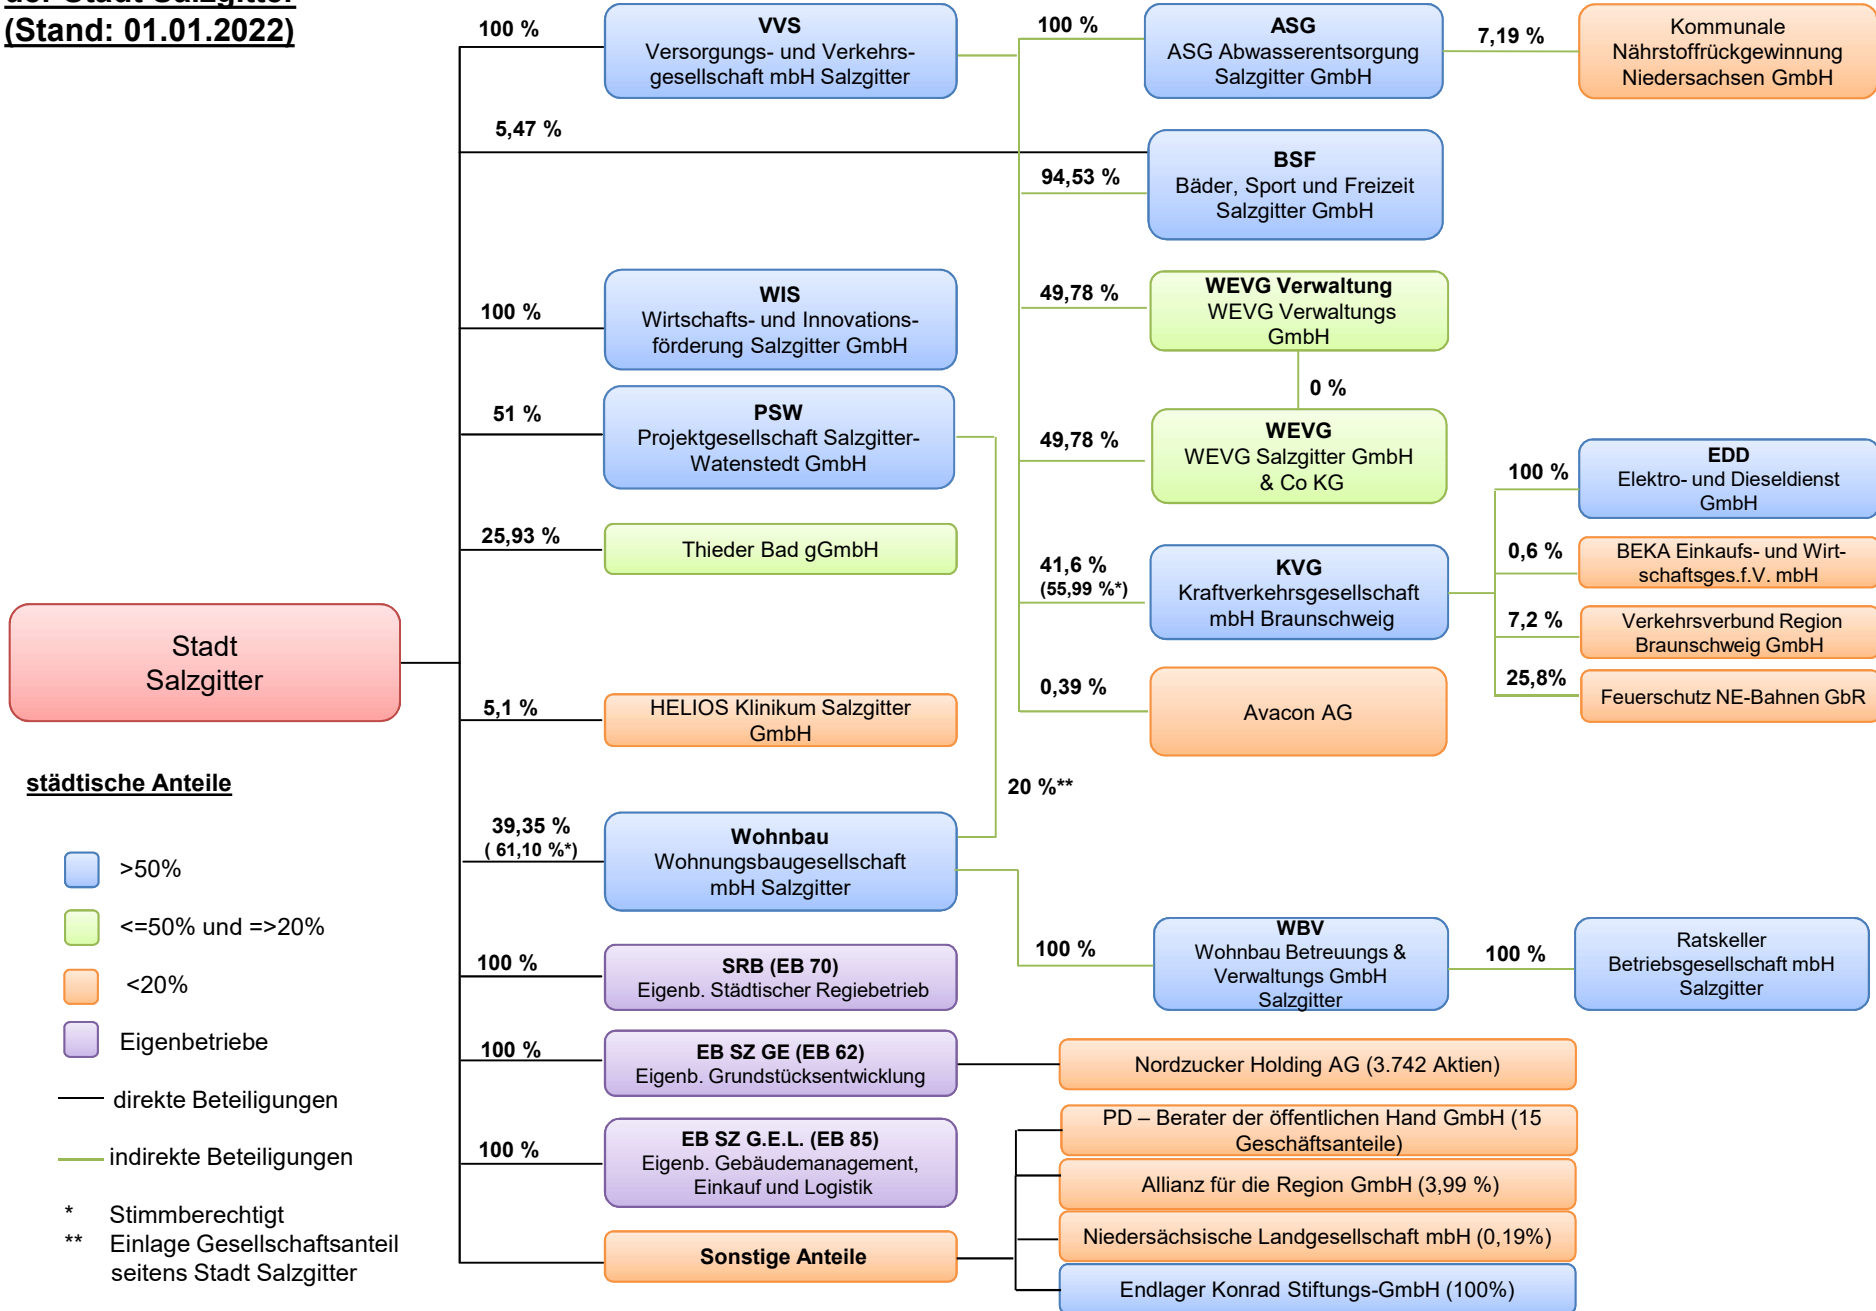 der Stadt Salzgitter
(Stand: 01.01.2022)
100 %
VVS
Versorgungs- und Verkehrs-
gesellschaft mbH Salzgitter
100 %
ASG
ASG Abwasserentsorgung
Salzgitter GmbH
7,19 %
Kommunale
Nährstoffrückgewinnung
Niedersachsen GmbH
5,47 %
94,53 %
BSF
Bäder, Sport und Freizeit
Salzgitter GmbH
100 %
WIS
Wirtschafts- und Innovations-
förderung Salzgitter GmbH
49,78 %
WEVG Verwaltung
WEVG Verwaltungs
GmbH
0 %
51 %
PSW
Projektgesellschaft Salzgitter-
Watenstedt GmbH
49,78 %
WEVG
WEVG Salzgitter GmbH
& Co KG
100 %
EDD
Elektro- und Dieseldienst
GmbH
25,93 %
Thieder Bad gGmbH
41,6 %
(55,99 %*)
KVG
Kraftverkehrsgesellschaft
mbH Braunschweig
0,6 %
BEKA Einkaufs- und Wirt-
schaftsges.f.V. mbH
7,2 %
Verkehrsverbund Region
Braunschweig GmbH
25,8%
Feuerschutz NE-Bahnen GbR
Stadt
Salzgitter
5,1 %
HELIOS Klinikum Salzgitter
GmbH
0,39 %
Avacon AG
20 %**
39,35 %
( 61,10 %*)
Wohnbau
Wohnungsbaugesellschaft
mbH Salzgitter
100 %
WBV
Wohnbau Betreuungs &
Verwaltungs GmbH
Salzgitter
100 %
Ratskeller
Betriebsgesellschaft mbH
Salzgitter
100 %
SRB (EB 70)
Eigenb. Städtischer Regiebetrieb
100 %
EB SZ GE (EB 62)
Eigenb. Grundstücksentwicklung
Nordzucker Holding AG (3.742 Aktien)
100 %
EB SZ G.E.L. (EB 85)
Eigenb. Gebäudemanagement,
Einkauf und Logistik
Sonstige Anteile
PD – Berater der öffentlichen Hand GmbH (15
Geschäftsanteile)
Allianz für die Region GmbH (3,99 %)
Niedersächsische Landgesellschaft mbH (0,19%)
Endlager Konrad Stiftungs-GmbH (100%)
städtische Anteile
>50%
<=50% und =>20%
<20%
Eigenbetriebe
direkte Beteiligungen
indirekte Beteiligungen
* Stimmberechtigt
** Einlage Gesellschaftsanteil
seitens Stadt Salzgitter